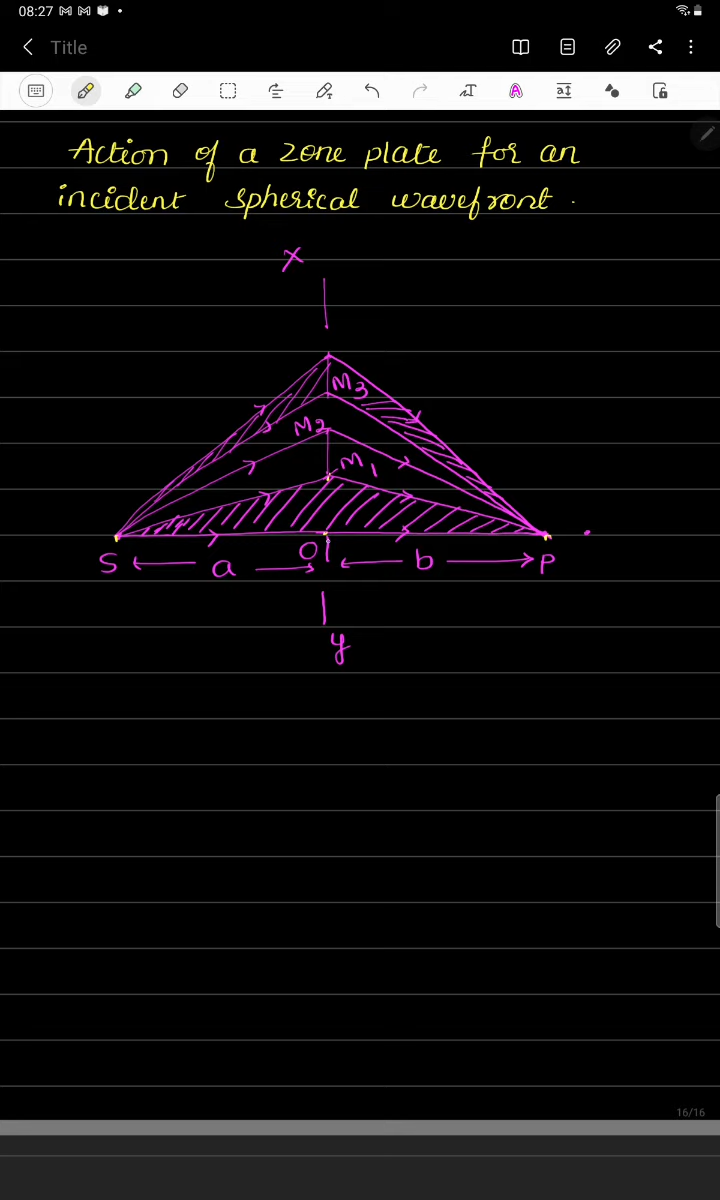 08:27
Title
Action of a zone plate for an
incident spherical wavefront.
X
M3
M2
M1
S a O b P
y
16/16